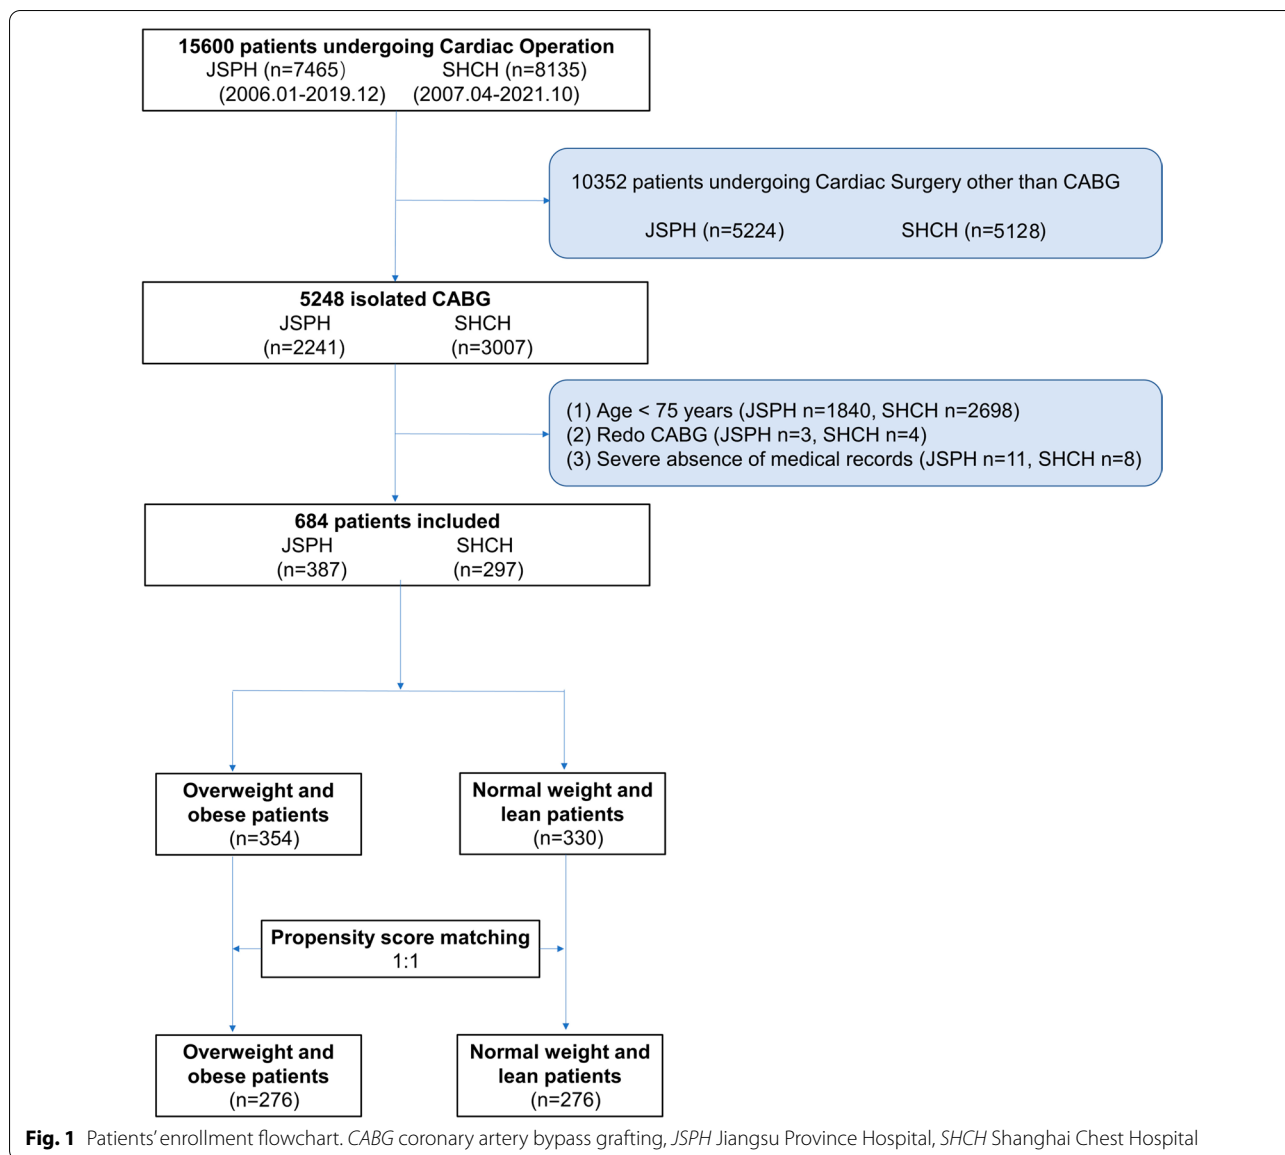 15600 patients undergoing Cardiac Operation
JSPH (n=7465) SHCH (n=8135)
(2006.01-2019.12) (2007.04-2021.10)
10352 patients undergoing Cardiac Surgery other than CABG
JSPH (n=5224) SHCH (n=5128)
5248 isolated CABG
JSPH SHCH
(n=2241) (n=3007)
(1) Age < 75 years (JSPH n=1840, SHCH n=2698)
(2) Redo CABG (JSPH n=3, SHCH n=4)
(3) Severe absence of medical records (JSPH n=11, SHCH n=8)
684 patients included
JSPH SHCH
(n=387) (n=297)
Overweight and
obese patients
(n=354)
Normal weight and
lean patients
(n=330)
Propensity score matching
1:1
Overweight and
obese patients
(n=276)
Normal weight and
lean patients
(n=276)
Fig. 1 Patients' enrollment flowchart. CABG coronary artery bypass grafting, JSPH Jiangsu Province Hospital, SHCH Shanghai Chest Hospital